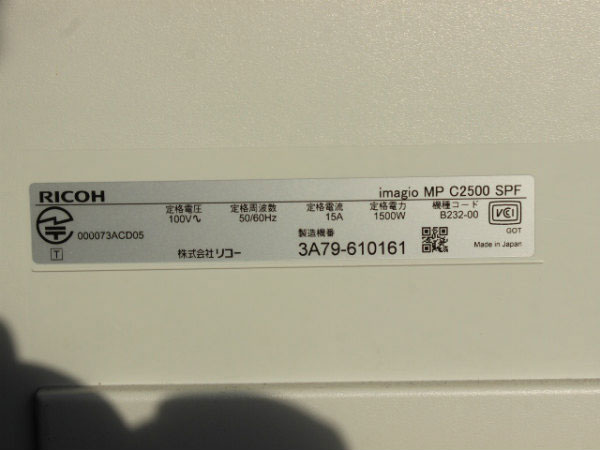 RICOH
imagio MP C2500 SPF
定格電圧 定格周波数 定格電流 定格電力 機種コード
100V～ 50/60Hz 15A 1500W B232-00
VCI
000073ACD05
GOT
製造機番
Made in Japan
T 株式会社リコー 3A79-610161